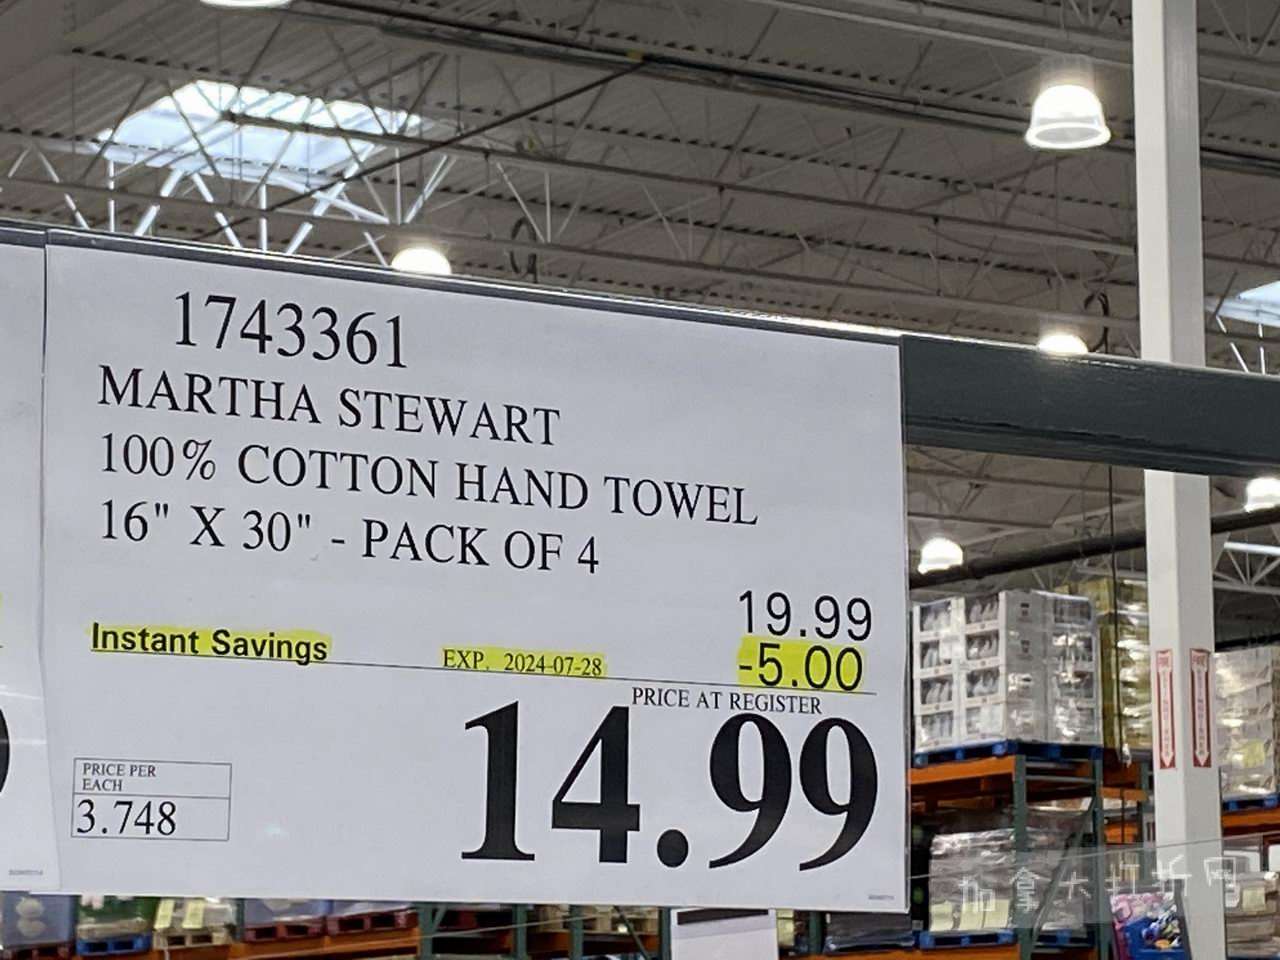 1743361
MARTHA STEWART
100% COTTON HAND TOWEL
16" X 30" - PACK OF 4
19.99
Instant Savings EXP. 2024-07-28 -5.00
PRICE AT REGISTER
14.99
PRICE PER
EACH
3.748
加拿大打折网